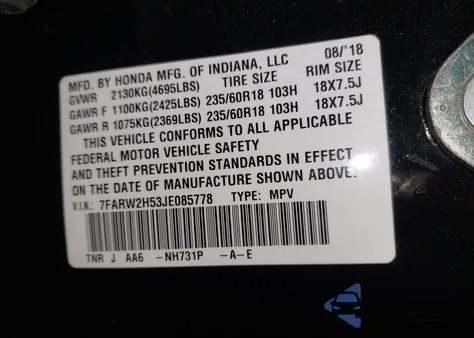 MFD. BY HONDA MFG. OF INDIANA, LLC 08/'18
GVWR 2130KG(4695LBS) TIRE SIZE RIM SIZE
GAWR F 1100KG(2425LBS) 235/60R18 103H 18X7.5J
GAWR R 1075KG(2369LBS) 235/60R18 103H 18X7.5J
THIS VEHICLE CONFORMS TO ALL APPLICABLE
FEDERAL MOTOR VEHICLE SAFETY
AND THEFT PREVENTION STANDARDS IN EFFECT
ON THE DATE OF MANUFACTURE SHOWN ABOVE.
V.I.N.: 7FARW2H53JE085778 TYPE: MPV
TNR J AA6 -NH731P -A-E